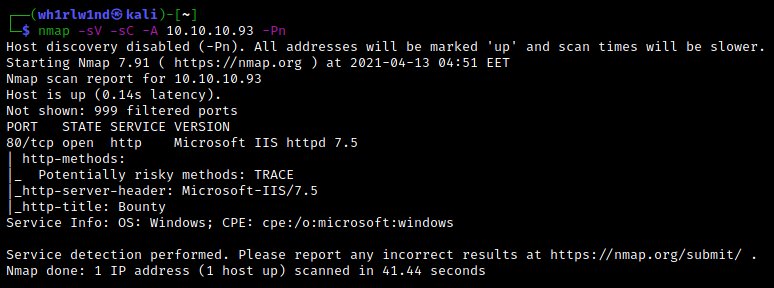 ┌──(wh1rlw1nd㉿kali)-[~]
└─$ nmap -sV -sC -A 10.10.10.93 -Pn
Host discovery disabled (-Pn). All addresses will be marked 'up' and scan times will be slower.
Starting Nmap 7.91 ( https://nmap.org ) at 2021-04-13 04:51 EET
Nmap scan report for 10.10.10.93
Host is up (0.14s latency).
Not shown: 999 filtered ports
PORT   STATE SERVICE VERSION
80/tcp open  http    Microsoft IIS httpd 7.5
| http-methods:
|_  Potentially risky methods: TRACE
|_http-server-header: Microsoft-IIS/7.5
|_http-title: Bounty
Service Info: OS: Windows; CPE: cpe:/o:microsoft:windows
Service detection performed. Please report any incorrect results at https://nmap.org/submit/ .
Nmap done: 1 IP address (1 host up) scanned in 41.44 seconds